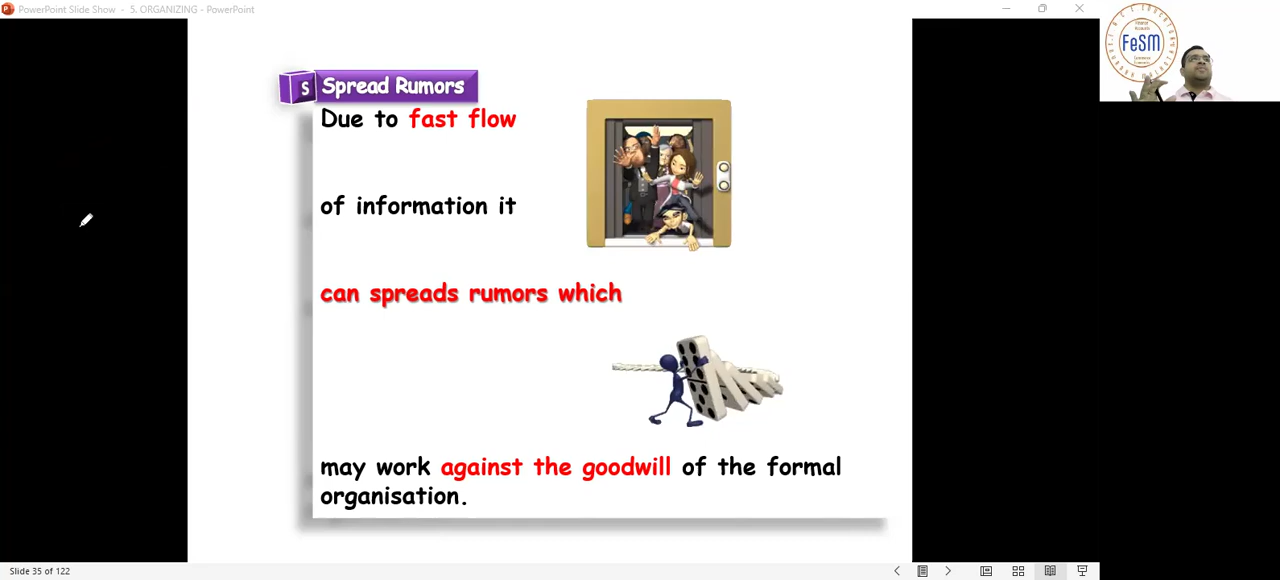 PowerPoint Slide Show - 5. ORGANIZING - PowerPoint
FeSM
S Spread Rumors
Due to fast flow
of information it
can spreads rumors which
may work against the goodwill of the formal
organisation.
Slide 35 of 122